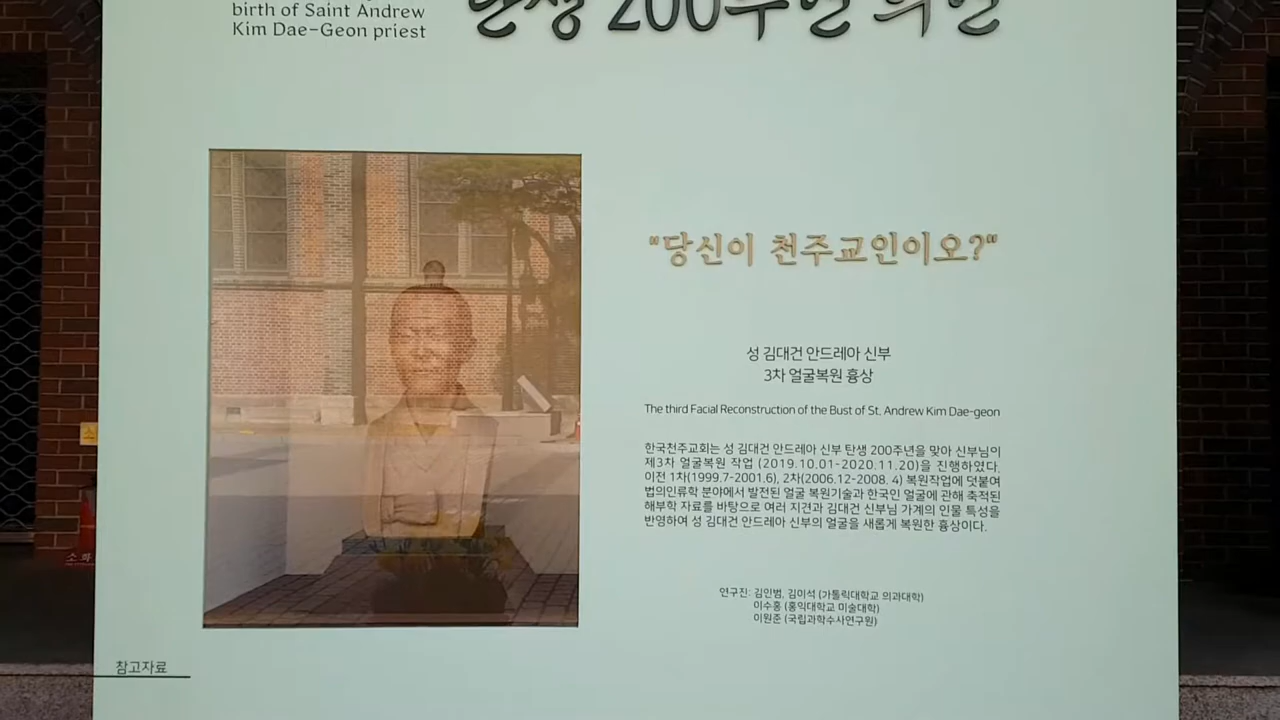 birth of Saint Andrew
Kim Dae-Geon priest
탄생 200주년 희년
"당신이 천주교인이오?"
성 김대건 안드레아 신부
3차 얼굴복원 흉상
The third Facial Reconstruction of the Bust of St. Andrew Kim Dae-geon
한국천주교회는 성 김대건 안드레아 신부 탄생 200주년을 맞아 신부님의
제3차 얼굴복원 작업 (2019.10.01-2020.11.20)을 진행하였다.
이전 1차(1999.7-2001.6), 2차(2006.12-2008. 4) 복원작업에 덧붙여
법의인류학 분야에서 발전된 얼굴 복원기술과 한국인 얼굴에 관해 축적된
해부학 자료를 바탕으로 여러 지견과 김대건 신부님 가계의 인물 특성을
반영하여 성 김대건 안드레아 신부의 얼굴을 새롭게 복원한 흉상이다.
연구진: 김인범, 김이석 (가톨릭대학교 의과대학)
이수홍 (홍익대학교 미술대학)
이원준 (국립과학수사연구원)
참고자료
소화